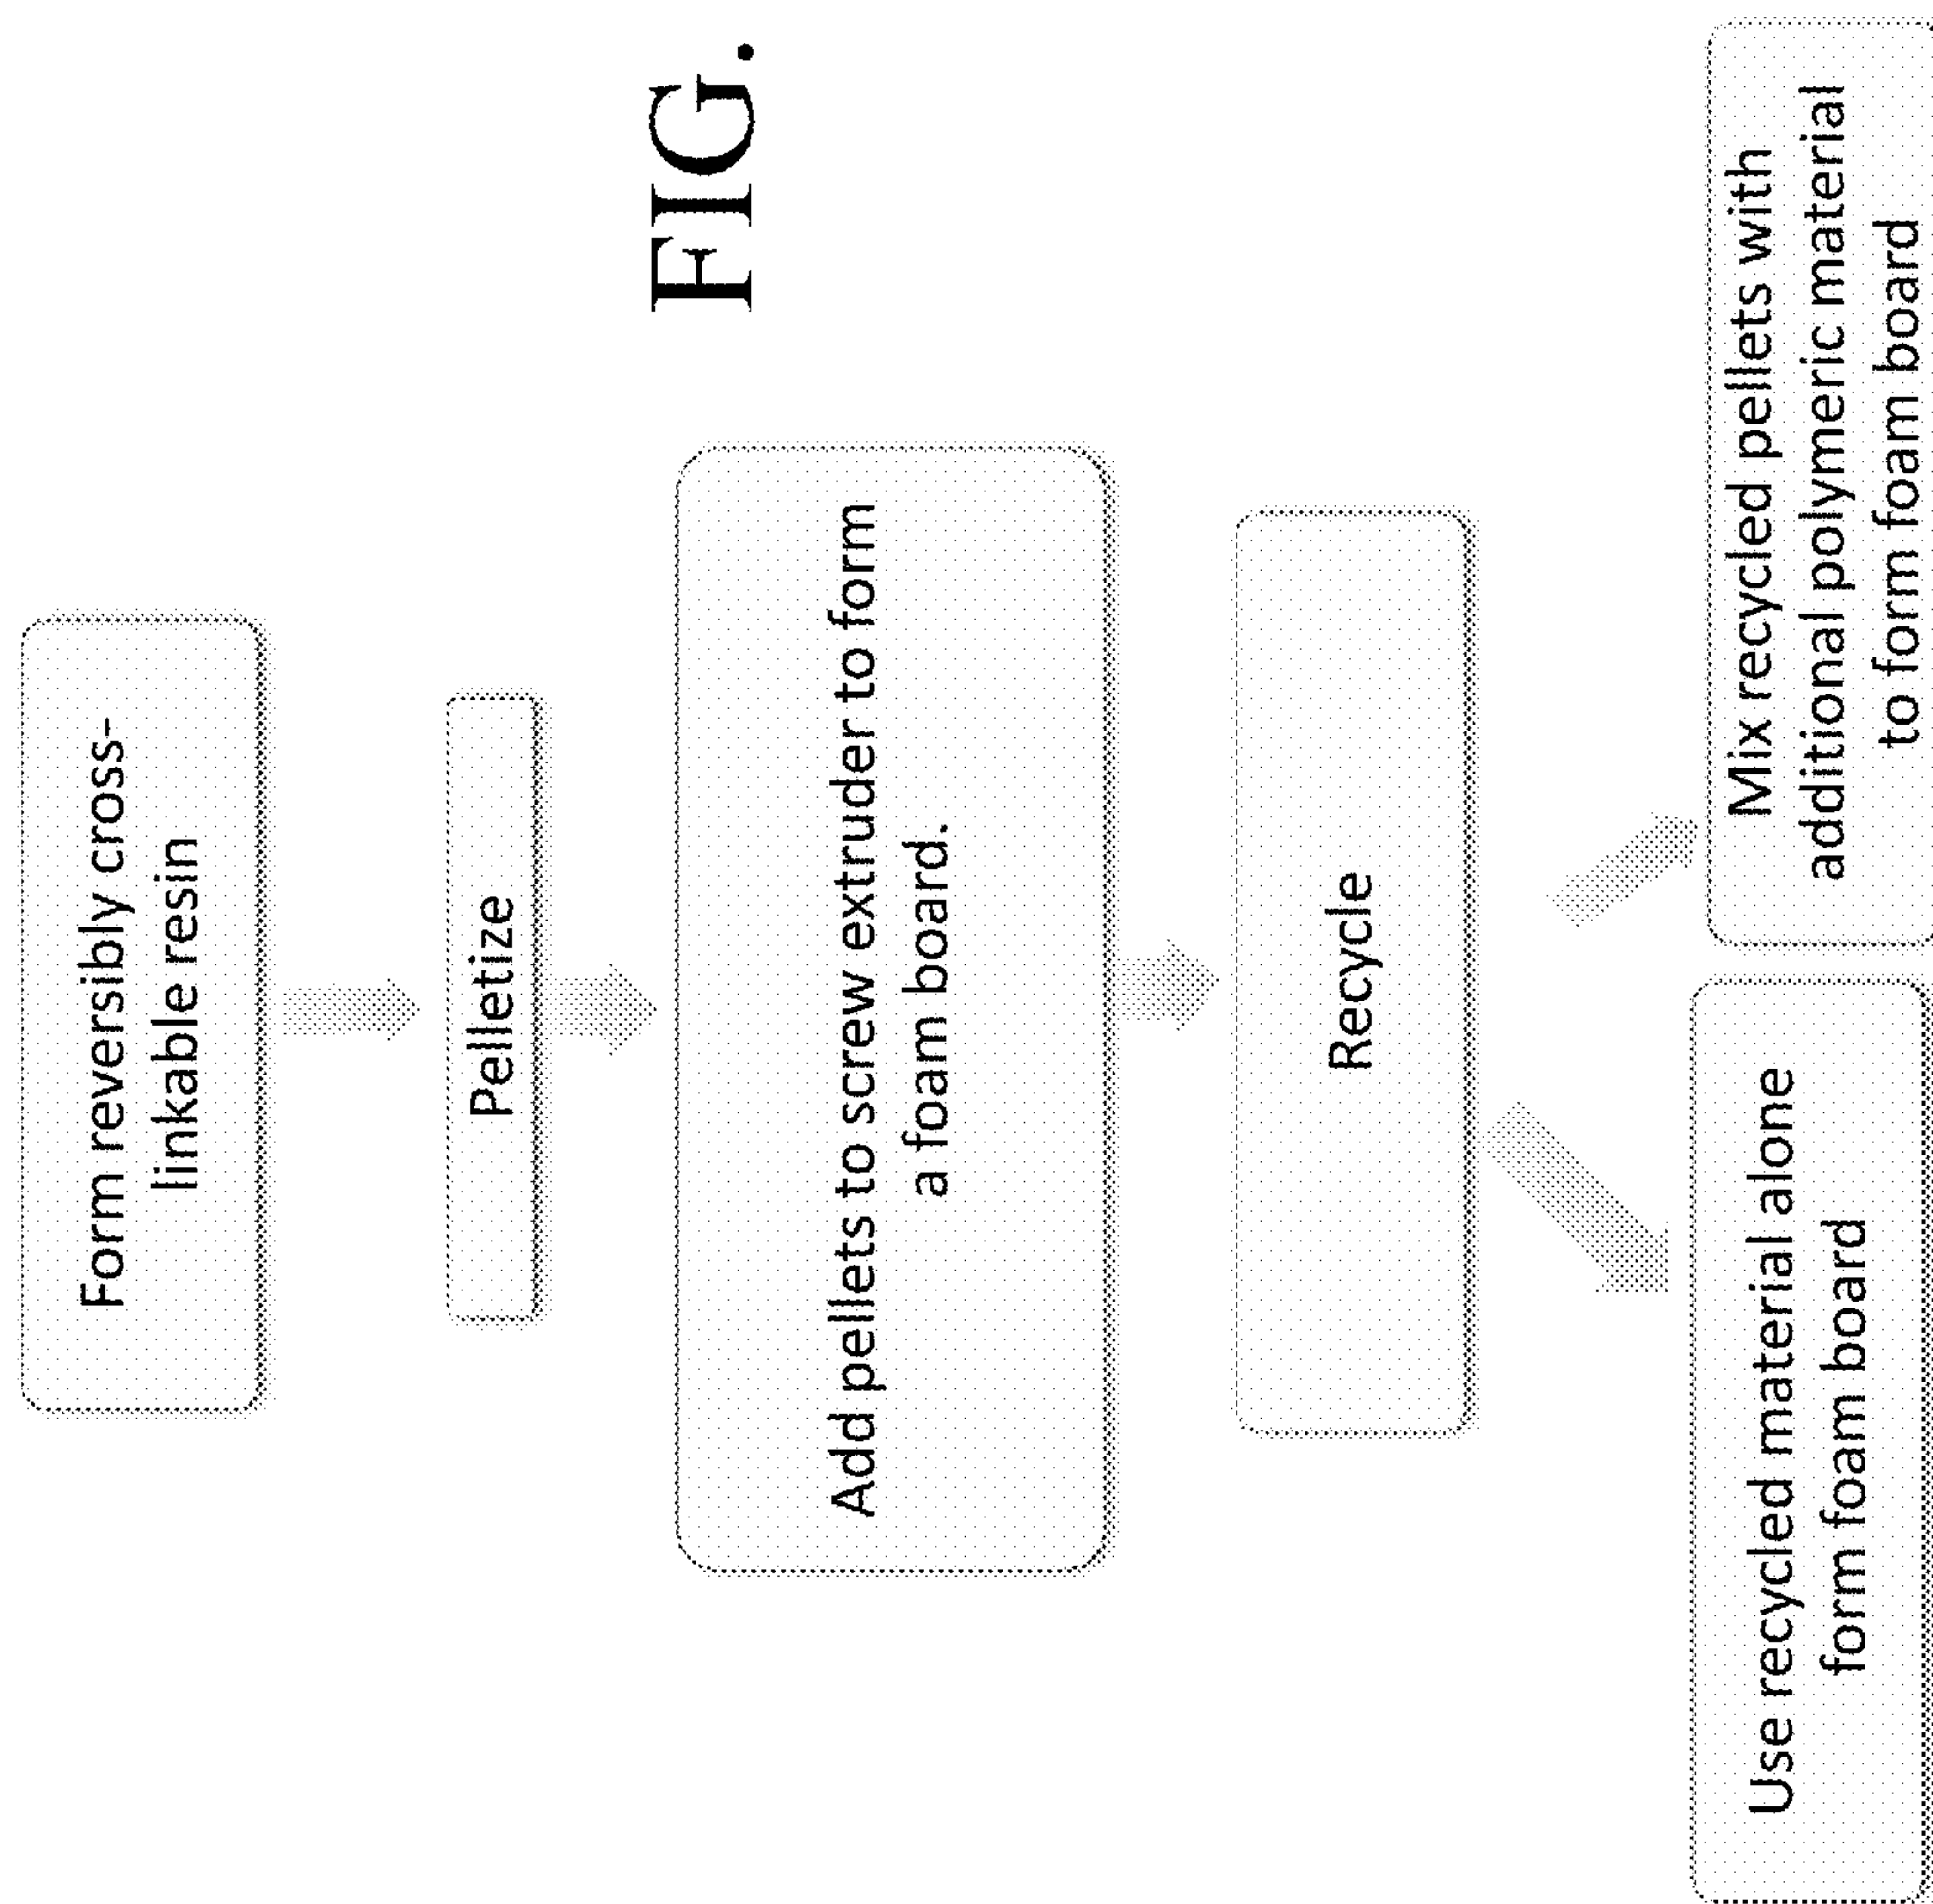 Form reversibly cross-
linkable resin
Pelletize
FIG.
Add pellets to screw extruder to form
a foam board.
Recycle
Use recycled material alone
form foam board
Mix recycled pellets with
additional polymeric material
to form foam board